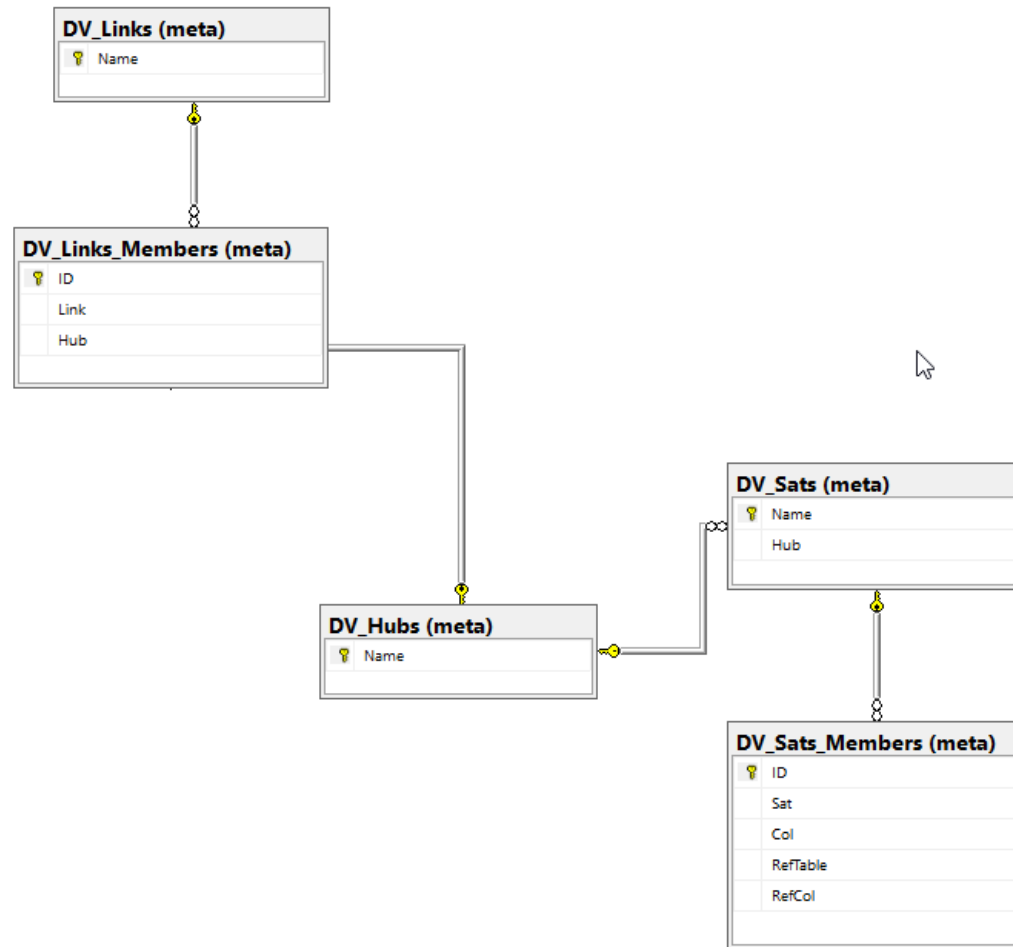 DV_Links (meta)
Name
DV_Links_Members (meta)
ID
Link
Hub
DV_Sats (meta)
Name
Hub
DV_Hubs (meta)
Name
DV_Sats_Members (meta)
ID
Sat
Col
RefTable
RefCol